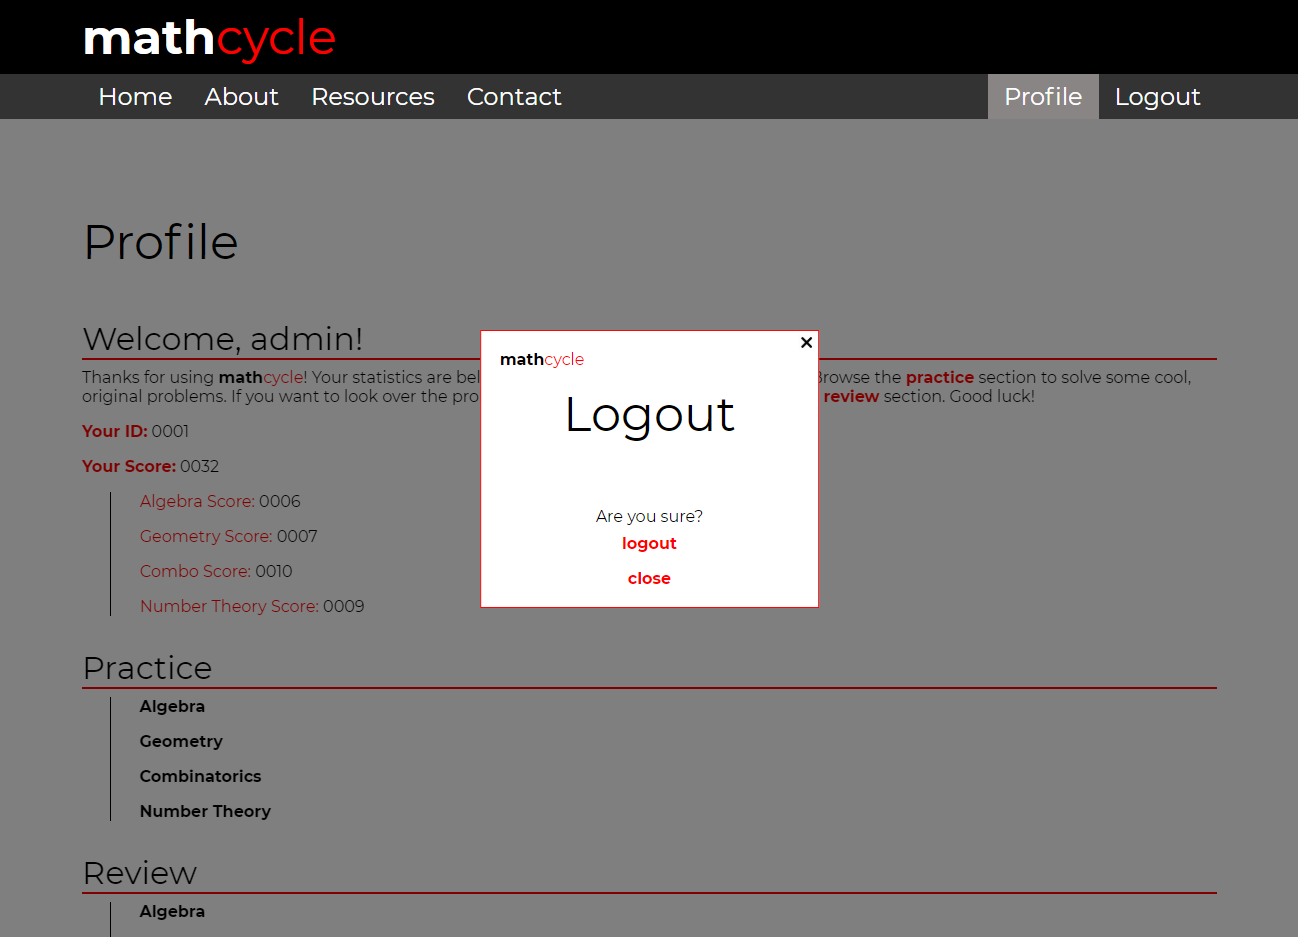 mathcycle
Home About Resources Contact Profile Logout
Profile
Welcome, admin!
Thanks for using mathcycle! Your statistics are bel
Browse the practice section to solve some cool,
original problems. If you want to look over the pro
review section. Good luck!
Your ID: 0001
Your Score: 0032
Algebra Score: 0006
Geometry Score: 0007
Combo Score: 0010
Number Theory Score: 0009
mathcycle
×
Logout
Are you sure?
logout
close
Practice
Algebra
Geometry
Combinatorics
Number Theory
Review
Algebra